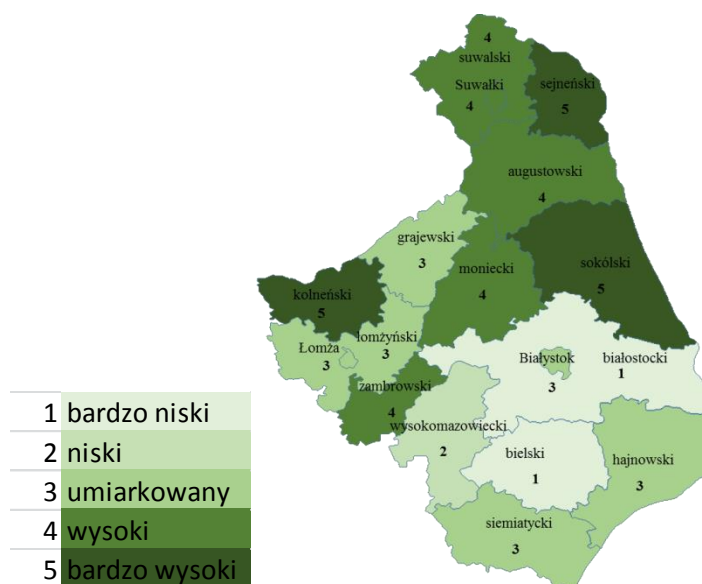 4
suwalski
Suwałki
4
sejneński
5
augustowski
4
grajewski
3
moniecki
4
sokólski
5
kolneński
5
łomżyński
3
Łomża
3
Białystok
3
białostocki
1
zambrowski
4
wysokomazowiecki
2
bielski
1
hajnowski
3
siemiatycki
3
1 bardzo niski
2 niski
3 umiarkowany
4 wysoki
5 bardzo wysoki